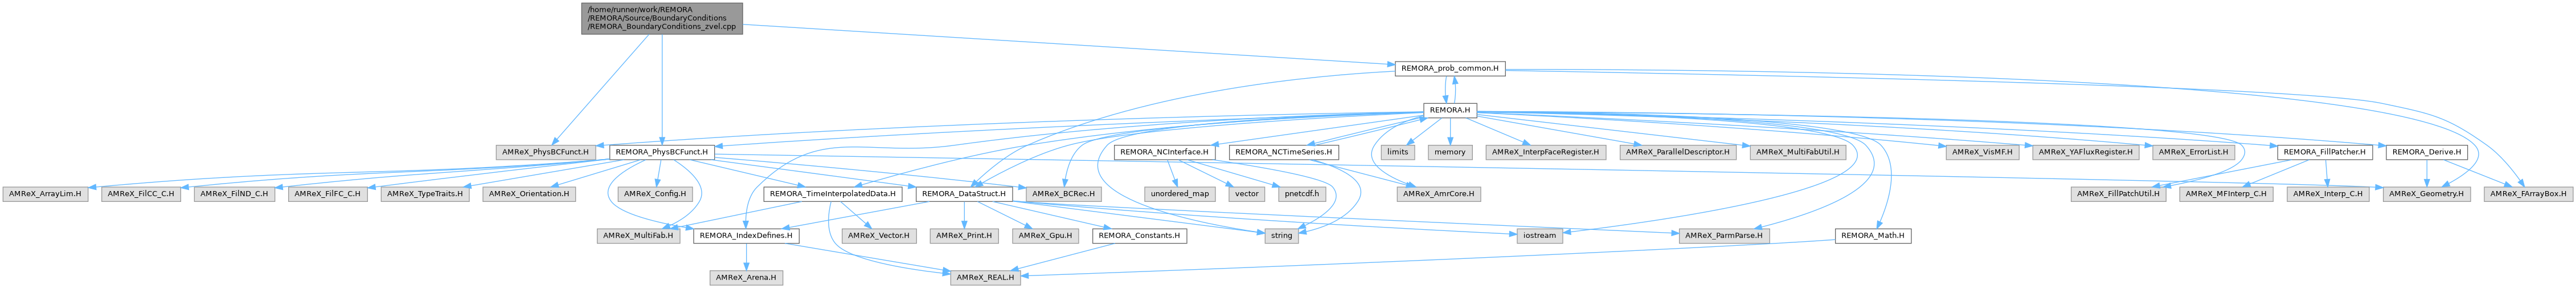 /home/runner/work/REMORA
/REMORA/Source/BoundaryConditions
/REMORA_BoundaryConditions_zvel.cpp
REMORA_prob_common.H
REMORA.H
AMReX_PhysBCFunct.H
REMORA_PhysBCFunct.H
REMORA_NCInterface.H
REMORA_NCTimeSeries.H
limits
memory
AMReX_InterpFaceRegister.H
AMReX_ParallelDescriptor.H
AMReX_MultiFabUtil.H
AMReX_VisMF.H
AMReX_YAFluxRegister.H
AMReX_ErrorList.H
REMORA_FillPatcher.H
REMORA_Derive.H
AMReX_ArrayLim.H
AMReX_FilCC_C.H
AMReX_FilND_C.H
AMReX_FilFC_C.H
AMReX_TypeTraits.H
AMReX_Orientation.H
AMReX_Config.H
REMORA_TimeInterpolatedData.H
REMORA_DataStruct.H
AMReX_BCRec.H
unordered_map
vector
pnetcdf.h
AMReX_AmrCore.H
AMReX_FillPatchUtil.H
AMReX_MFInterp_C.H
AMReX_Interp_C.H
AMReX_Geometry.H
AMReX_FArrayBox.H
AMReX_MultiFab.H
REMORA_IndexDefines.H
AMReX_Vector.H
AMReX_Print.H
AMReX_Gpu.H
REMORA_Constants.H
string
iostream
AMReX_ParmParse.H
REMORA_Math.H
AMReX_Arena.H
AMReX_REAL.H